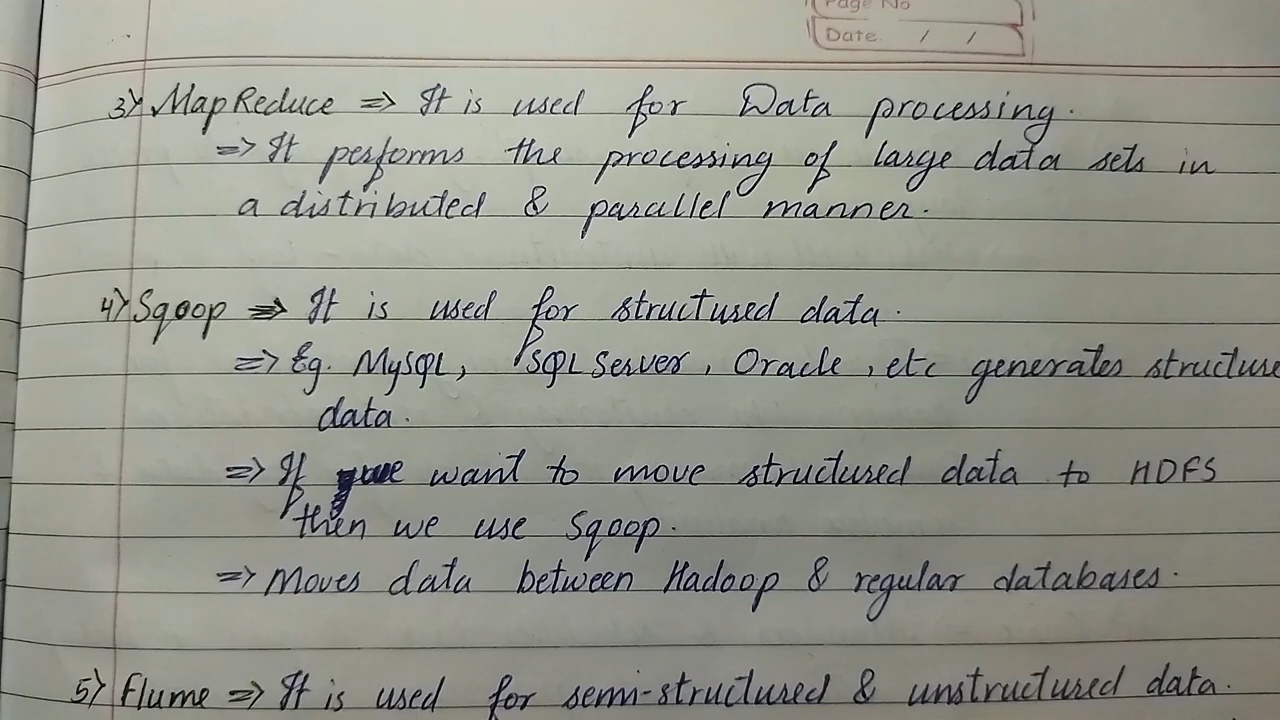 Page No
Date / /
3) MapReduce => It is used for Data processing.
=> It performs the processing of large data sets in
a distributed & parallel manner.
4) Sqoop => It is used for structured data.
=> Eg. MySQL, SQL Server, Oracle, etc generates structure
data.
=> If we want to move structured data to HDFS
then we use Sqoop.
=> Moves data between Hadoop & regular databases.
5) Flume => It is used for semi-structured & unstructured data.